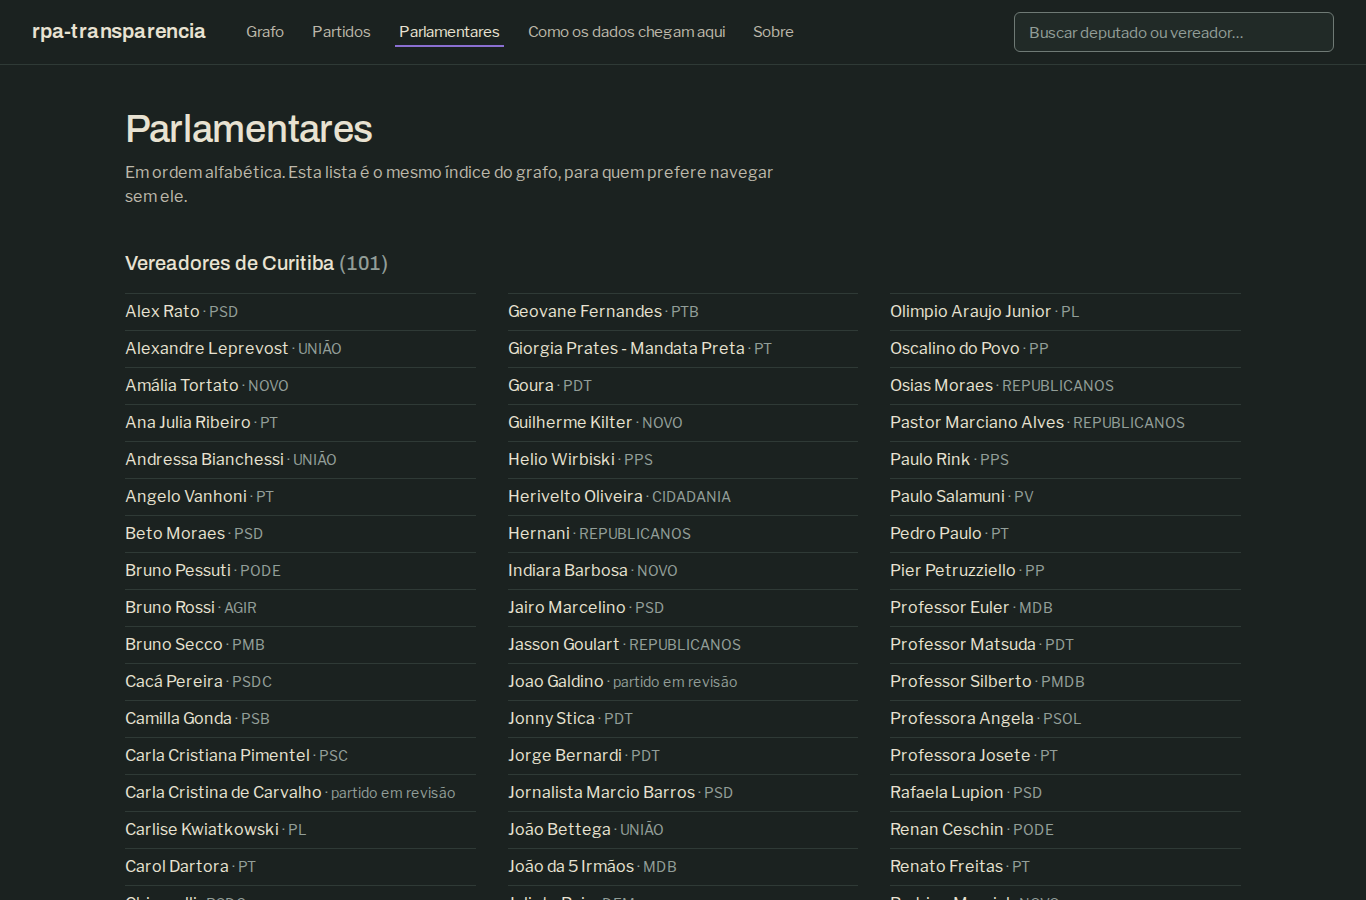 rpa-transparencia
Grafo
Partidos
Parlamentares
Como os dados chegam aqui
Sobre
Buscar deputado ou vereador...
Parlamentares
Em ordem alfabética. Esta lista é o mesmo índice do grafo, para quem prefere navegar
sem ele.
Vereadores de Curitiba (101)
Alex Rato · PSD
Alexandre Leprevost · UNIÃO
Amália Tortato · NOVO
Ana Julia Ribeiro · PT
Andressa Bianchessi · UNIÃO
Angelo Vanhoni · PT
Beto Moraes · PSD
Bruno Pessuti · PODE
Bruno Rossi · AGIR
Bruno Secco · PMB
Cacá Pereira · PSDC
Camilla Gonda · PSB
Carla Cristiana Pimentel · PSC
Carla Cristina de Carvalho · partido em revisão
Carlise Kwiatkowski · PL
Carol Dartora · PT
Geovane Fernandes · PTB
Giorgia Prates - Mandata Preta · PT
Goura · PDT
Guilherme Kilter · NOVO
Helio Wirbiski · PPS
Herivelto Oliveira · CIDADANIA
Hernani · REPUBLICANOS
Indiara Barbosa · NOVO
Jairo Marcelino · PSD
Jasson Goulart · REPUBLICANOS
Joao Galdino · partido em revisão
Jonny Stica · PDT
Jorge Bernardi · PDT
Jornalista Marcio Barros · PSD
João Bettega · UNIÃO
João da 5 Irmãos · MDB
Olimpio Araujo Junior · PL
Oscalino do Povo · PP
Osias Moraes · REPUBLICANOS
Pastor Marciano Alves · REPUBLICANOS
Paulo Rink · PPS
Paulo Salamuni · PV
Pedro Paulo · PT
Pier Petruzziello · PP
Professor Euler · MDB
Professor Matsuda · PDT
Professor Silberto · PMDB
Professora Angela · PSOL
Professora Josete · PT
Rafaela Lupion · PSD
Renan Ceschin · PODE
Renato Freitas · PT